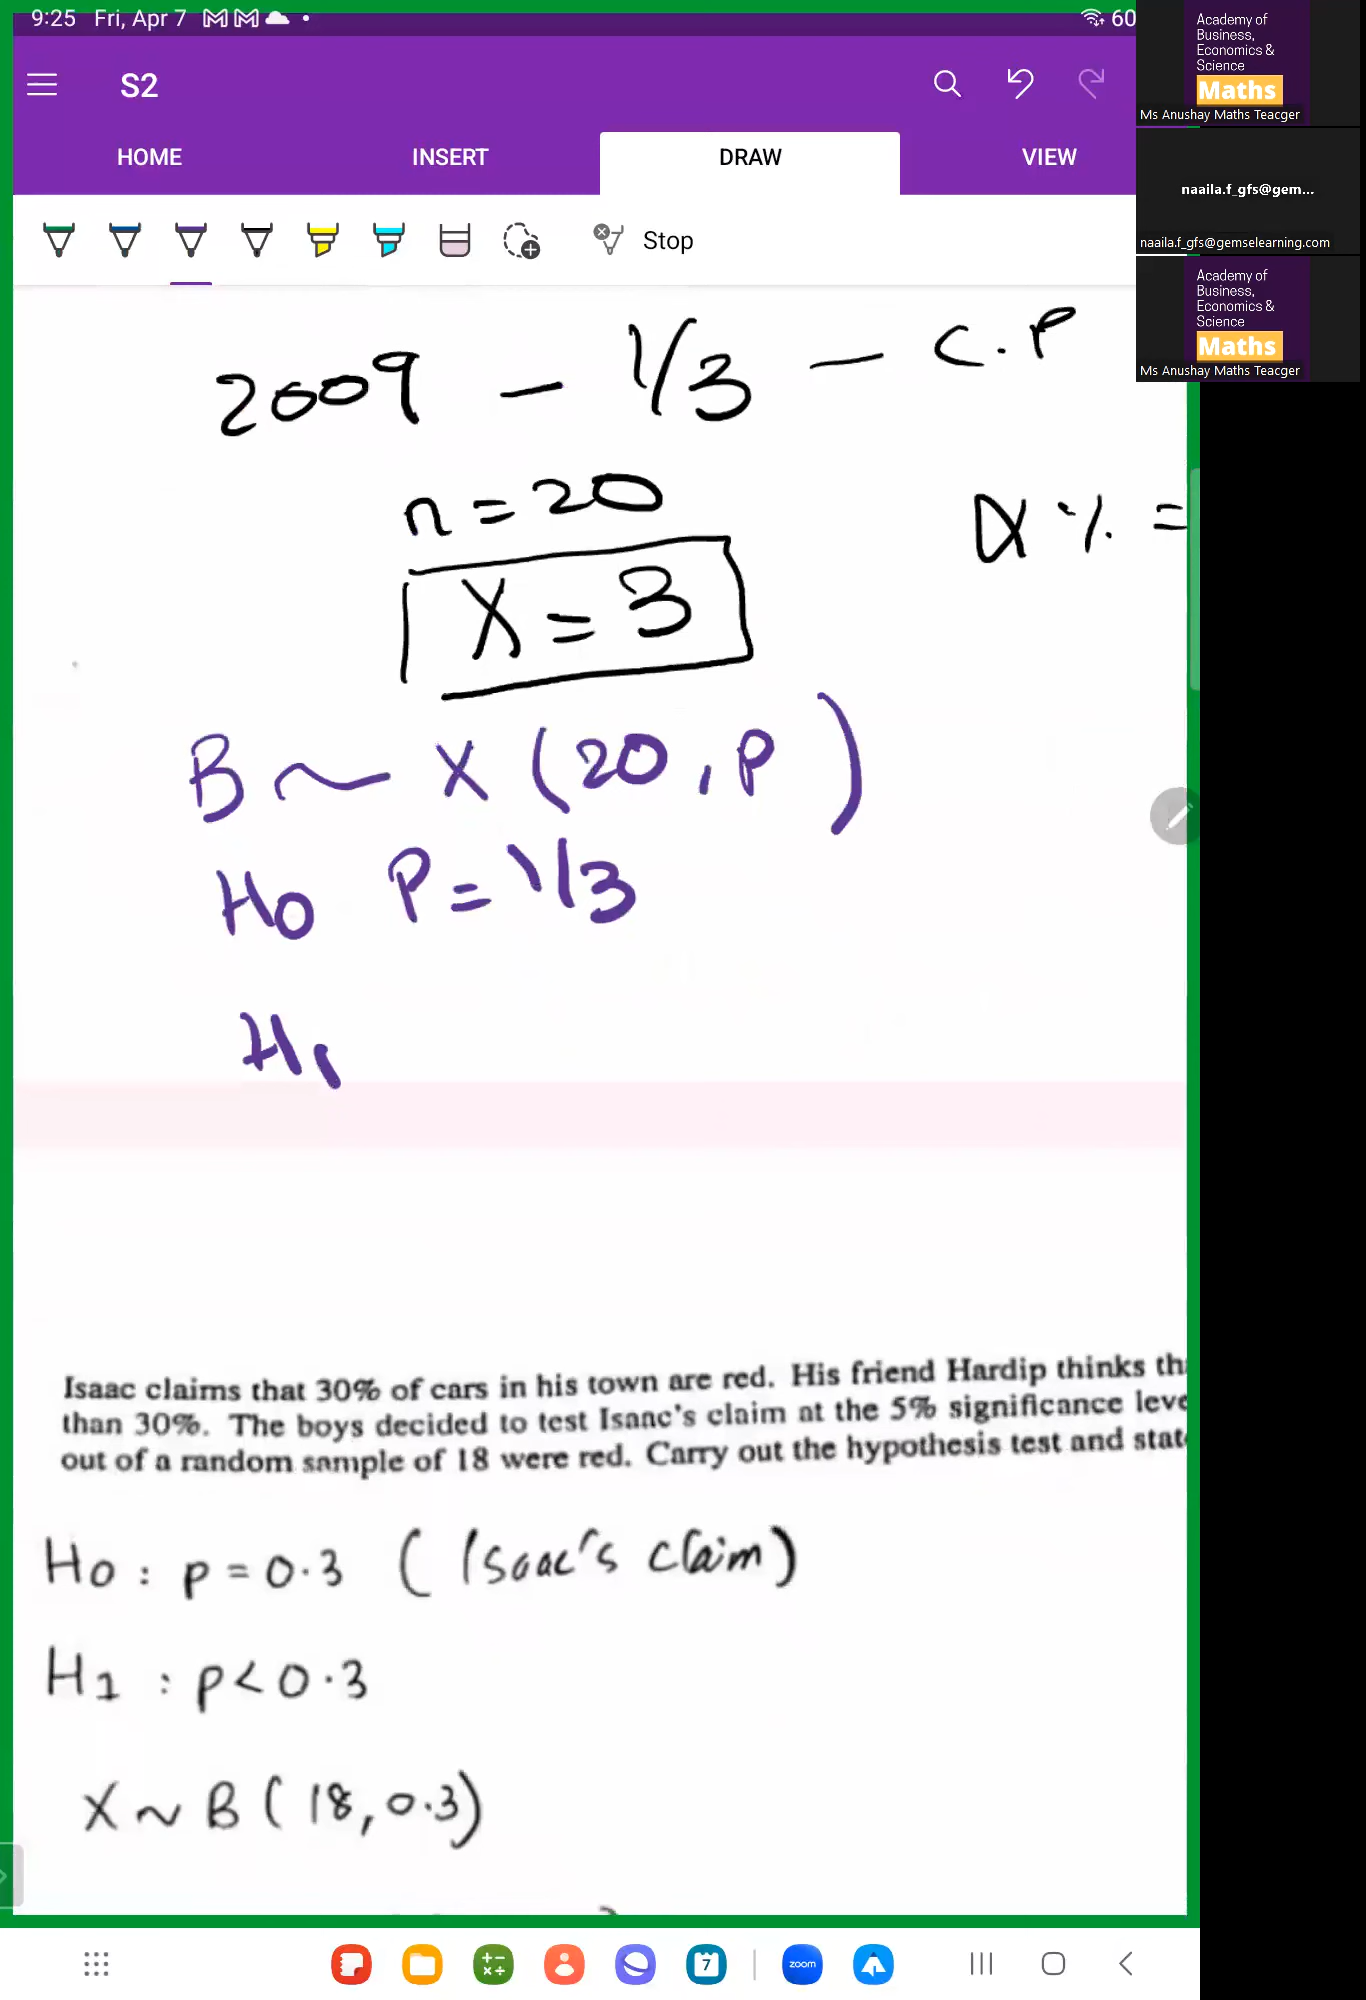 9:25 Fri, Apr 7
60
S2
HOME INSERT DRAW VIEW
Stop
Academy of
Business,
Economics &
Science
Maths
Ms Anushay Maths Teacger
naaila.f_gfs@gem...
naaila.f_gfs@gemselearning.com
Academy of
Business,
Economics &
Science
Maths
Ms Anushay Maths Teacger
2009 - 1/3 - C.P
n = 20
α % =
X = 3
B ~ X (20, P)
H0 P = 1/3
H1
Isaac claims that 30% of cars in his town are red. His friend Hardip thinks
than 30%. The boys decided to test Isaac's claim at the 5% significance
out of a random sample of 18 were red. Carry out the hypothesis test and
H0 : p = 0.3 (Isaac's claim)
H1 : p < 0.3
X ~ B (18, 0.3)
7
zoom